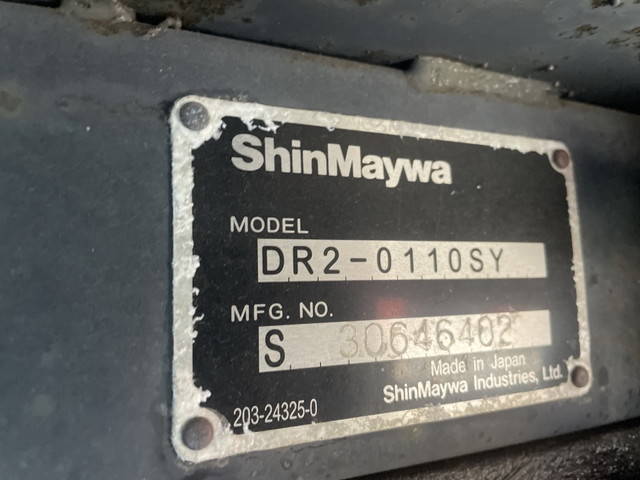 ShinMaywa
MODEL
DR2-0110SY
MFG. NO.
S 30646402
Made in Japan
ShinMaywa Industries, Ltd.
203-24325-0